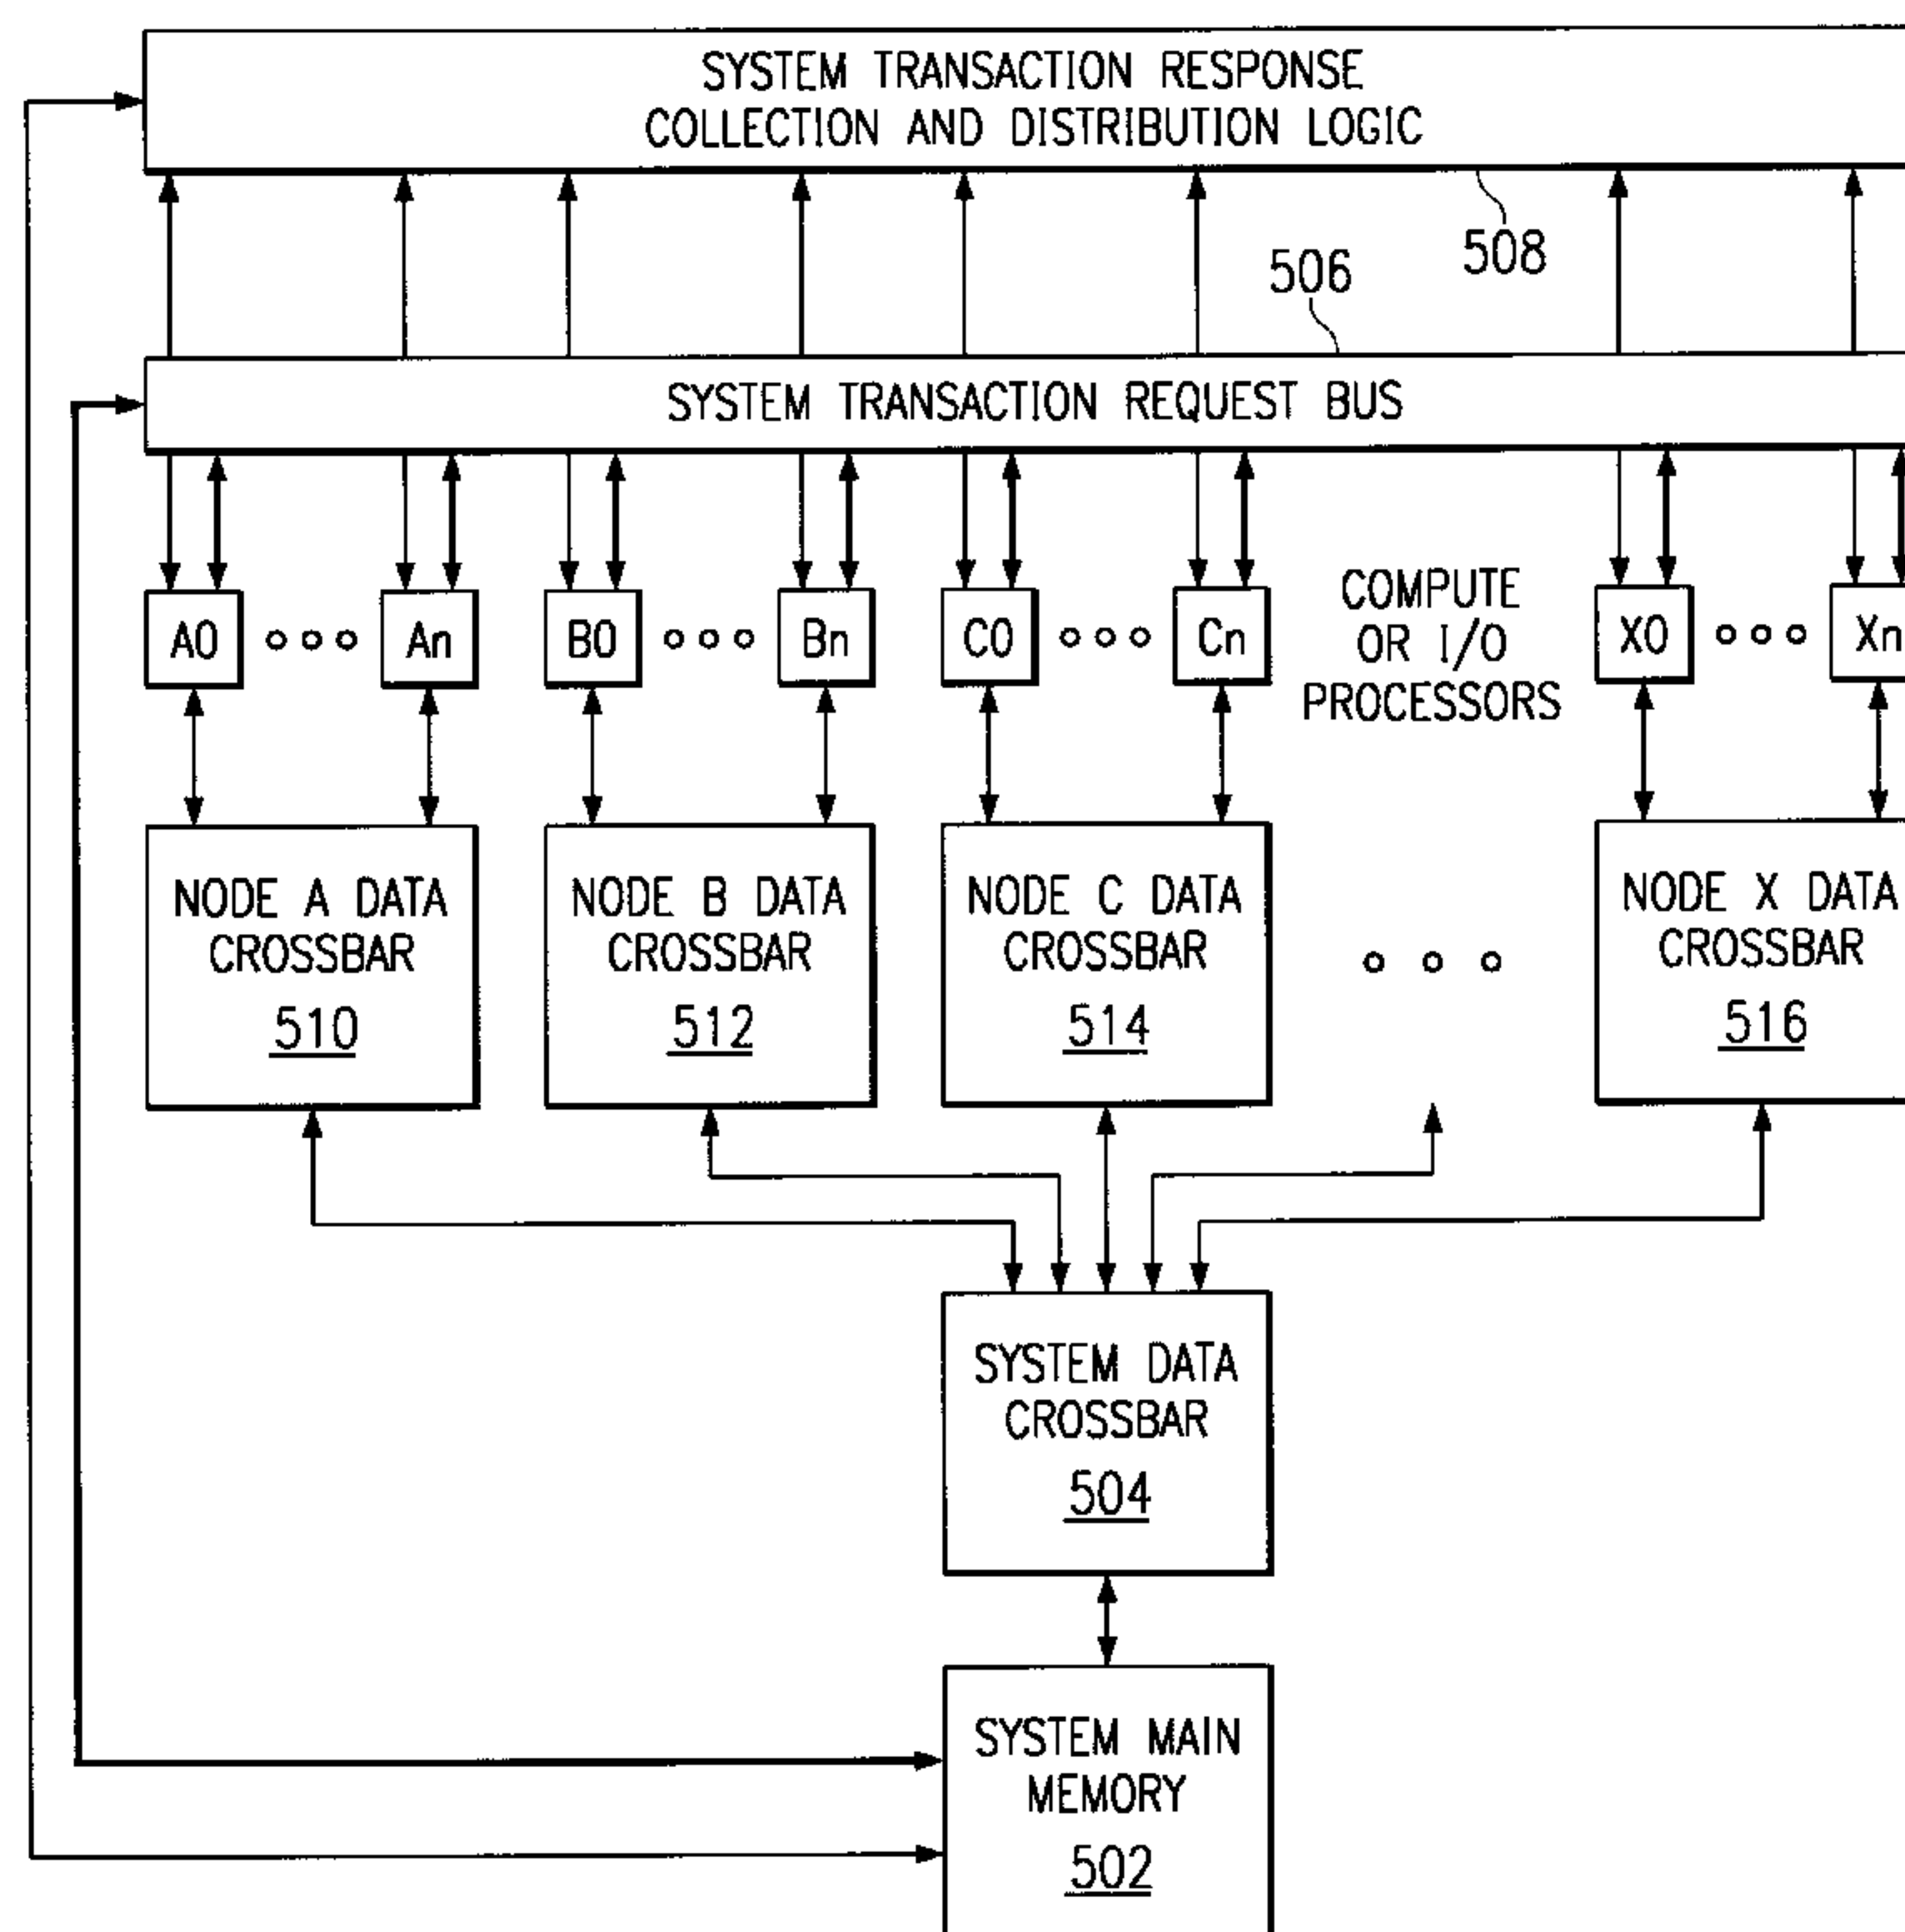 SYSTEM TRANSACTION RESPONSE
COLLECTION AND DISTRIBUTION LOGIC
508
506
SYSTEM TRANSACTION REQUEST BUS
A0
An
B0
Bn
C0
Cn
COMPUTE
OR I/O
PROCESSORS
X0
Xn
NODE A DATA
CROSSBAR
510
NODE B DATA
CROSSBAR
512
NODE C DATA
CROSSBAR
514
NODE X DATA
CROSSBAR
516
SYSTEM DATA
CROSSBAR
504
SYSTEM MAIN
MEMORY
502